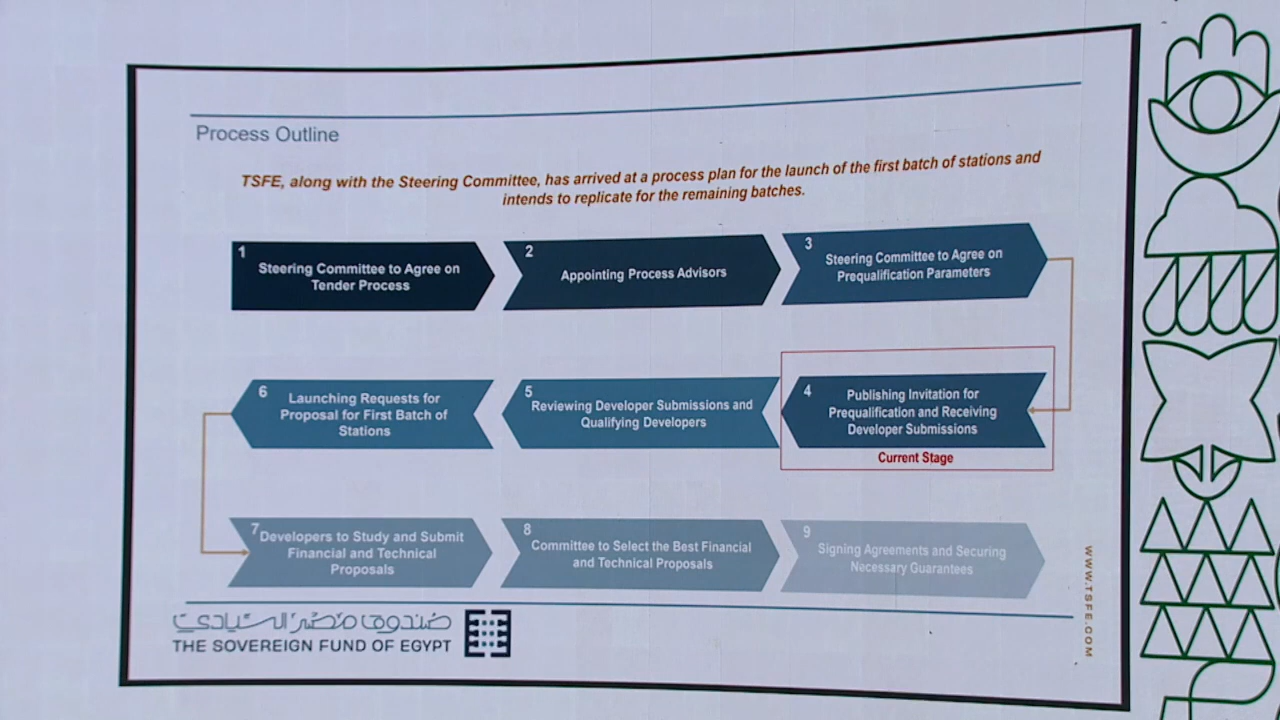 Process Outline
TSFE, along with the Steering Committee, has arrived at a process plan for the launch of the first batch of stations and
intends to replicate for the remaining batches.
1
Steering Committee to Agree on
Tender Process
2
Appointing Process Advisors
3
Steering Committee to Agree on
Prequalification Parameters
4
Publishing Invitation for
Prequalification and Receiving
Developer Submissions
Current Stage
5
Reviewing Developer Submissions and
Qualifying Developers
6
Launching Requests for
Proposal for First Batch of
Stations
7
Developers to Study and Submit
Financial and Technical
Proposals
8
Committee to Select the Best Financial
and Technical Proposals
9
Signing Agreements and Securing
Necessary Guarantees
صندوق مصر السيادي
THE SOVEREIGN FUND OF EGYPT
WWW.TSFE.COM